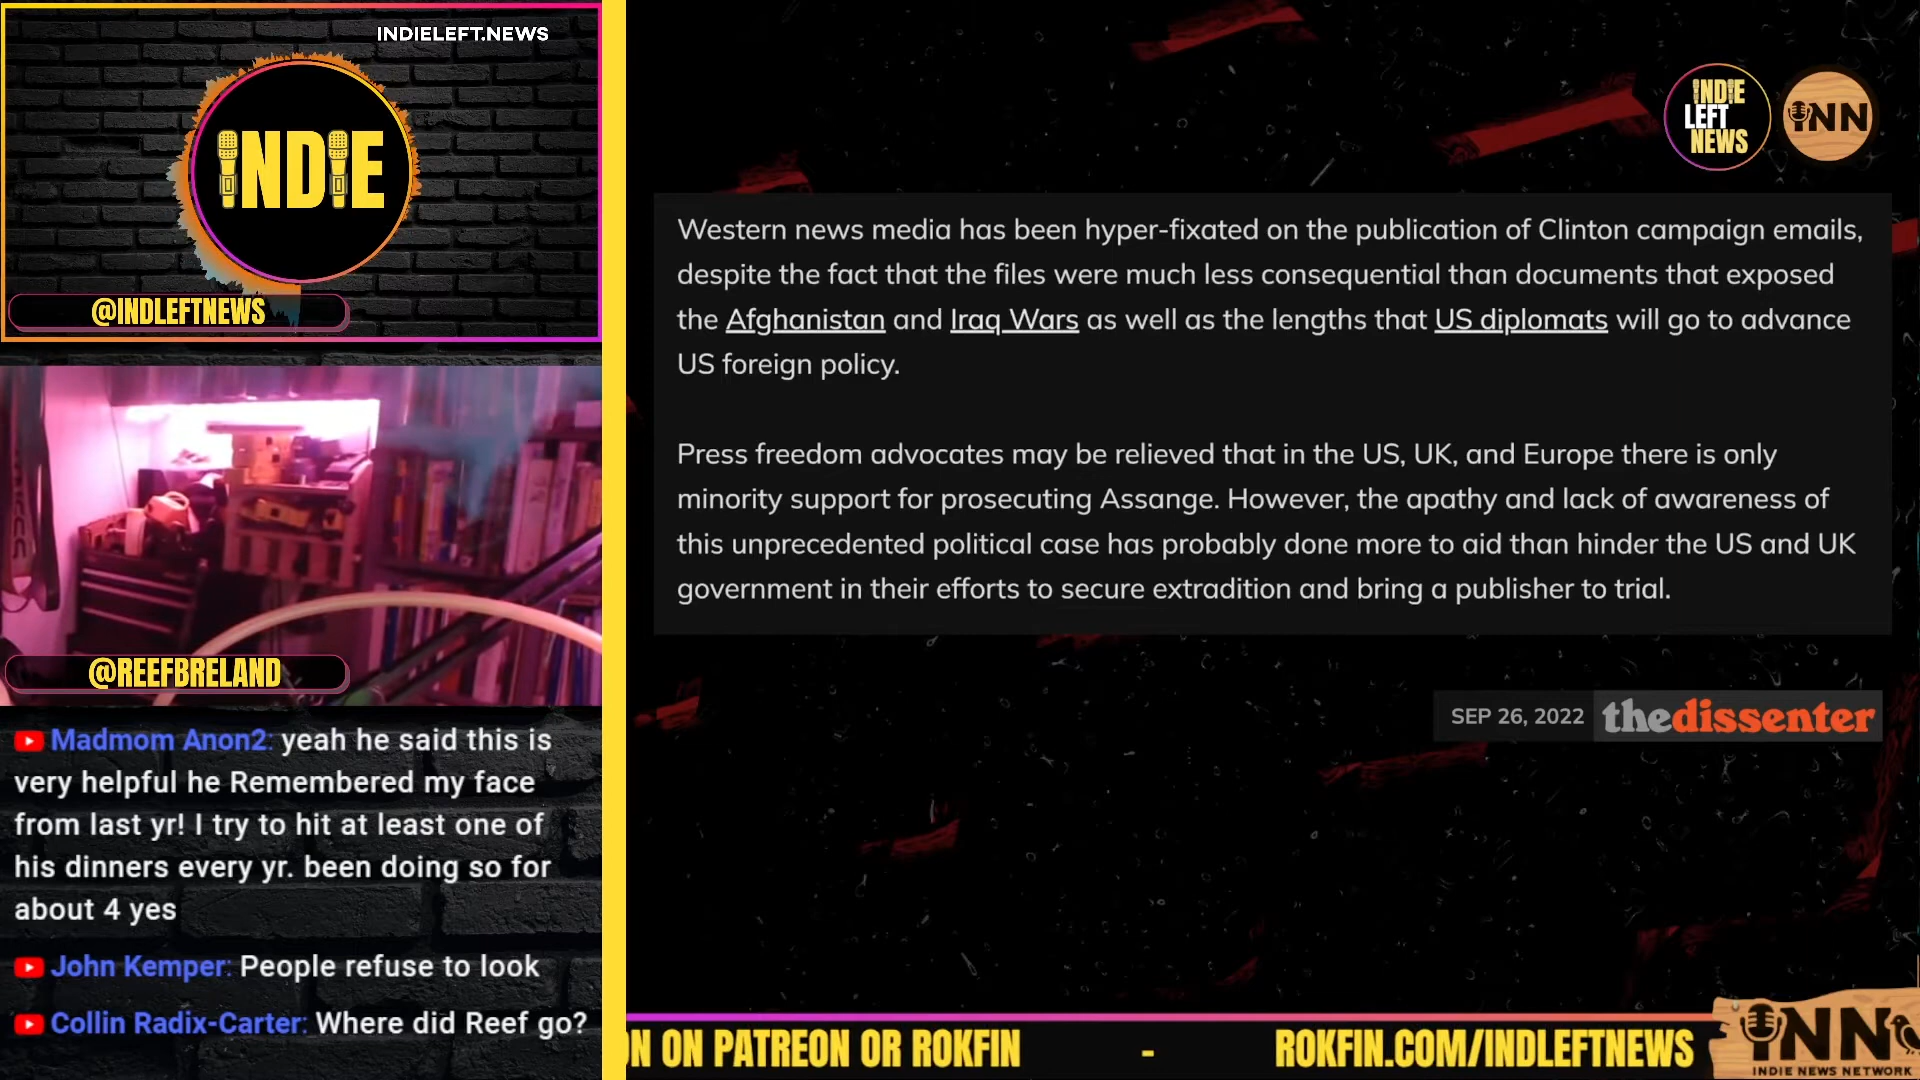 INDIELEFT.NEWS
INDIE
@INDLEFTNEWS
@REEFBRELAND
Madmom Anon2: yeah he said this is
very helpful he Remembered my face
from last yr! I try to hit at least one of
his dinners every yr. been doing so for
about 4 yes
John Kemper: People refuse to look
Collin Radix-Carter: Where did Reef go?
INDIE
LEFT
NEWS
INN
Western news media has been hyper-fixated on the publication of Clinton campaign emails,
despite the fact that the files were much less consequential than documents that exposed
the Afghanistan and Iraq Wars as well as the lengths that US diplomats will go to advance
US foreign policy.
Press freedom advocates may be relieved that in the US, UK, and Europe there is only
minority support for prosecuting Assange. However, the apathy and lack of awareness of
this unprecedented political case has probably done more to aid than hinder the US and UK
government in their efforts to secure extradition and bring a publisher to trial.
SEP 26, 2022 thedissenter
ON PATREON OR ROKFIN - ROKFIN.COM/INDLEFTNEWS
INN
INDIE NEWS NETWORK